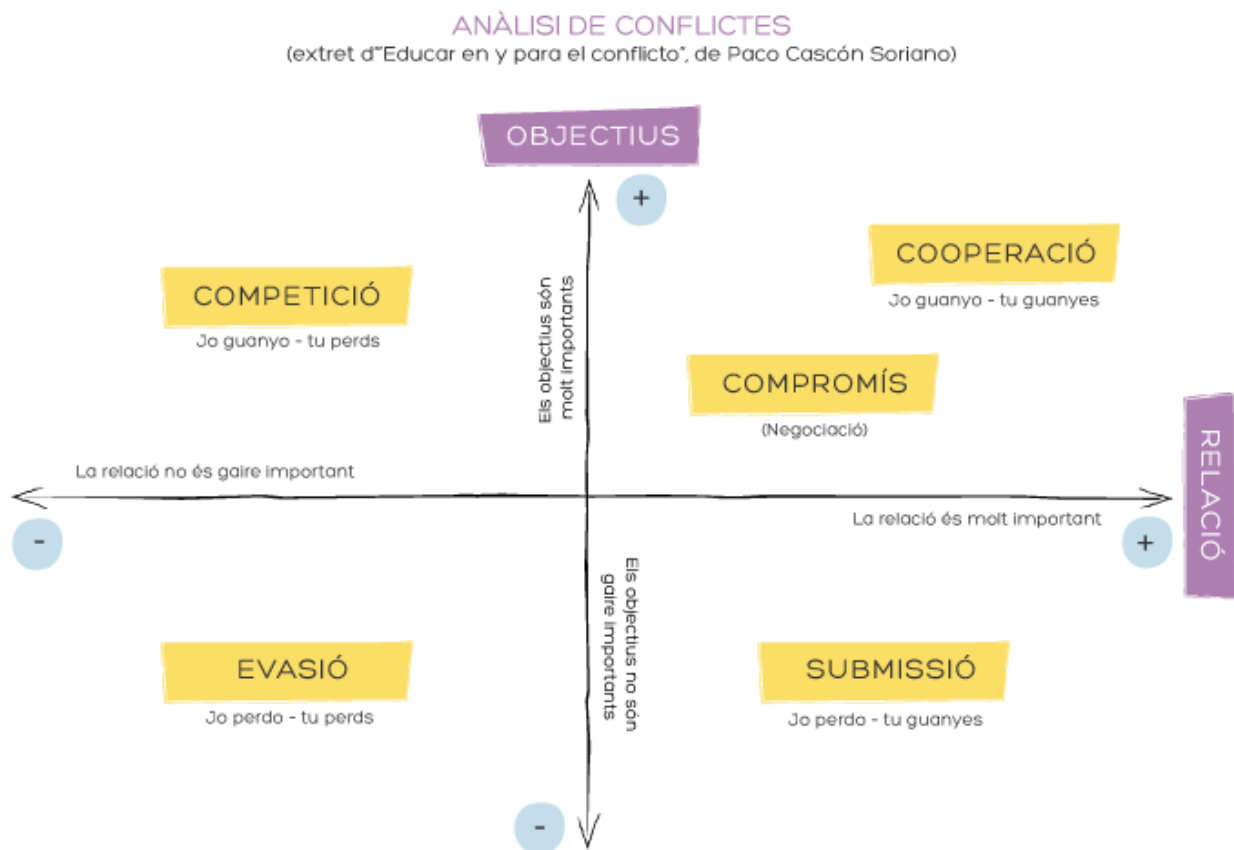 ANÀLISI DE CONFLICTES
(extret d'"Educar en y para el conflicto", de Paco Cascón Soriano)
OBJECTIUS
+
COOPERACIÓ
Jo guanyo - tu guanyes
COMPETICIÓ
Jo guanyo - tu perds
Els objectius són
molt importants
COMPROMÍS
(Negociació)
RELACIÓ
La relació no és gaire important
La relació és molt important
-
+
Els objectius no són
gaire importants
EVASIÓ
Jo perdo - tu perds
SUBMISSIÓ
Jo perdo - tu guanyes
-